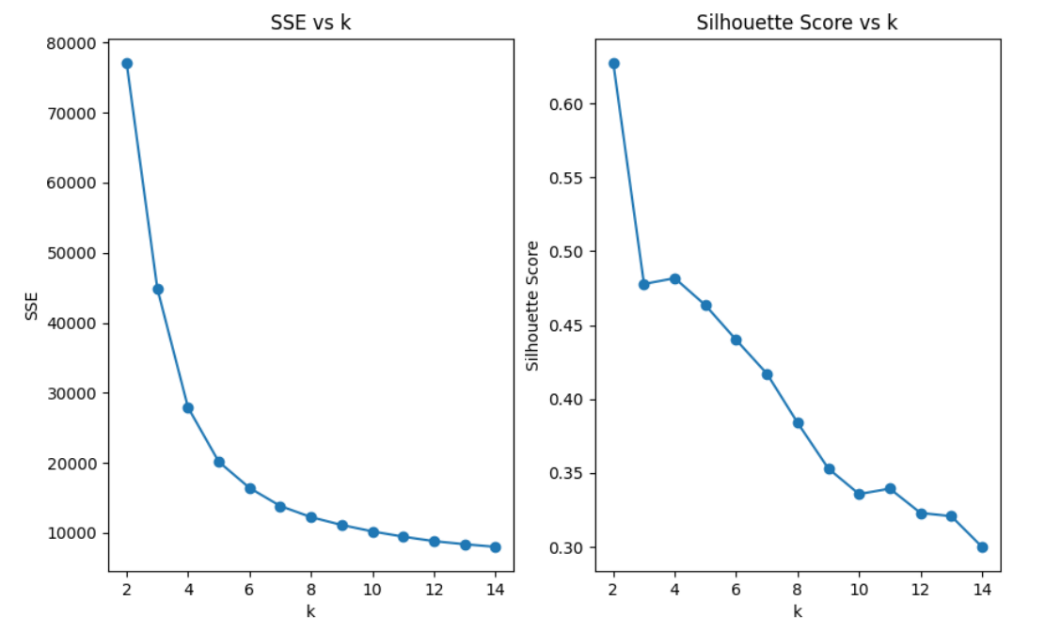 SSE vs k
80000
70000
60000
50000
40000
30000
20000
10000
SSE
2 4 6 8 10 12 14
k
Silhouette Score vs k
0.60
0.55
0.50
0.45
0.40
0.35
0.30
Silhouette Score
2 4 6 8 10 12 14
k